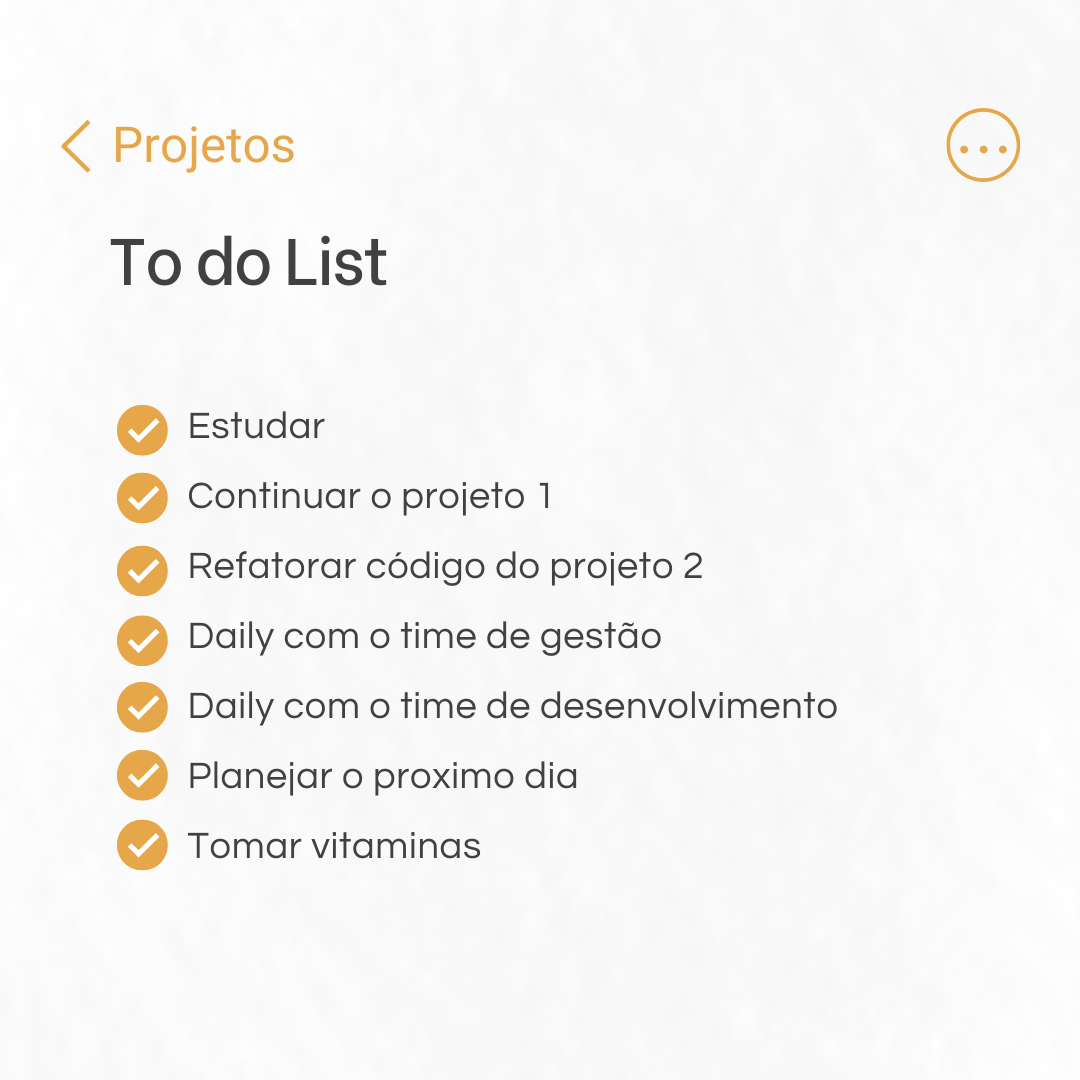 Projetos
To do List
Estudar
Continuar o projeto 1
Refatorar código do projeto 2
Daily com o time de gestão
Daily com o time de desenvolvimento
Planejar o proximo dia
Tomar vitaminas